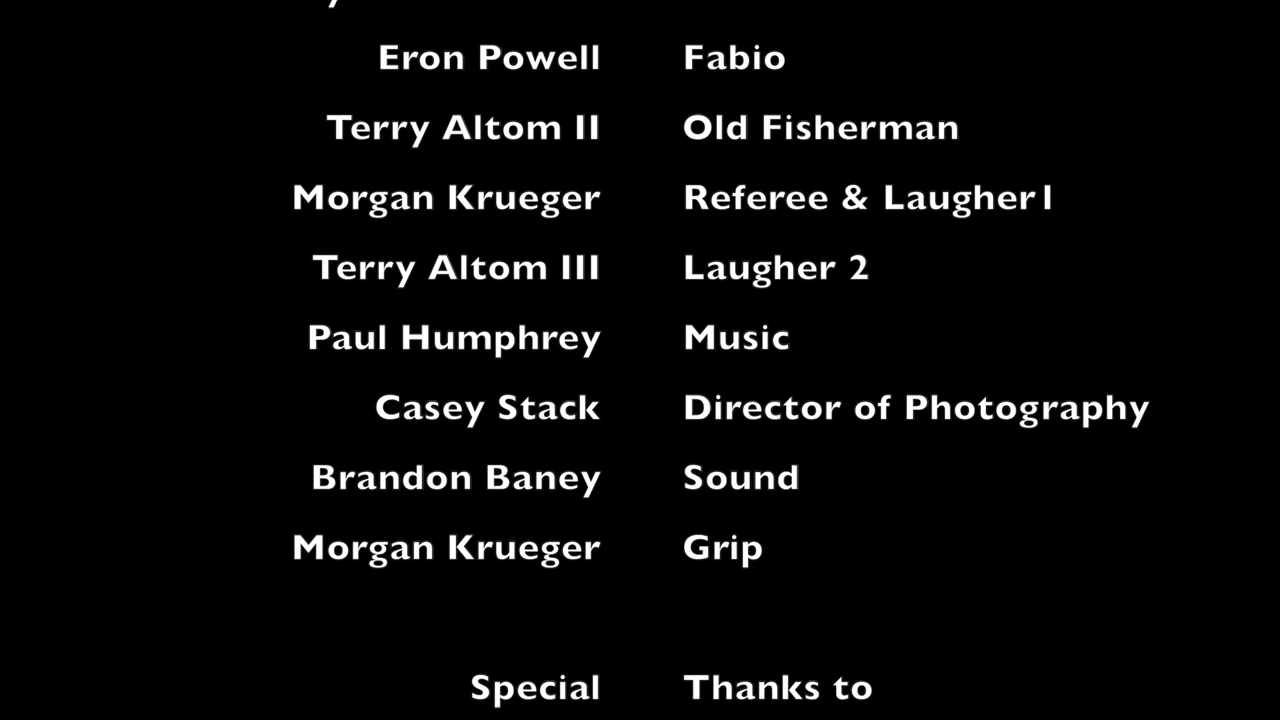 Eron Powell Fabio
Terry Altom II Old Fisherman
Morgan Krueger Referee & Laugher1
Terry Altom III Laugher 2
Paul Humphrey Music
Casey Stack Director of Photography
Brandon Baney Sound
Morgan Krueger Grip
Special Thanks to